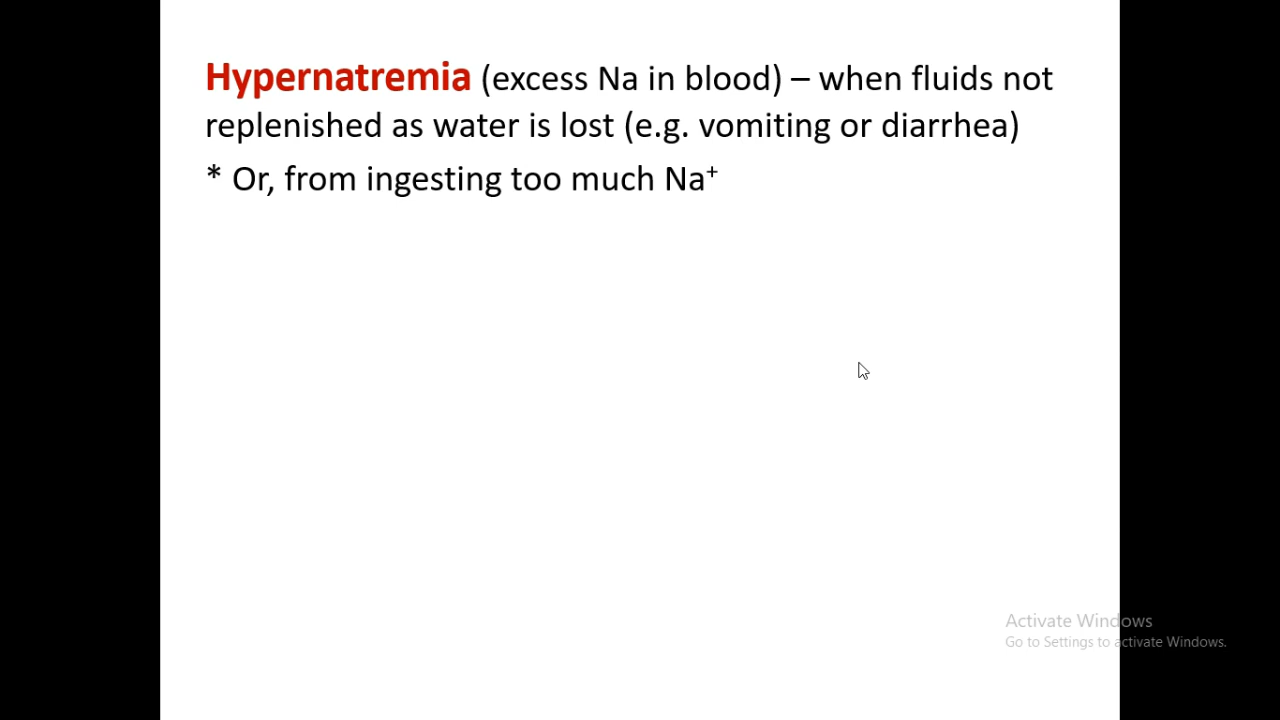 Hypernatremia (excess Na in blood) – when fluids not
replenished as water is lost (e.g. vomiting or diarrhea)
* Or, from ingesting too much Na⁺
Activate Windows
Go to Settings to activate Windows.